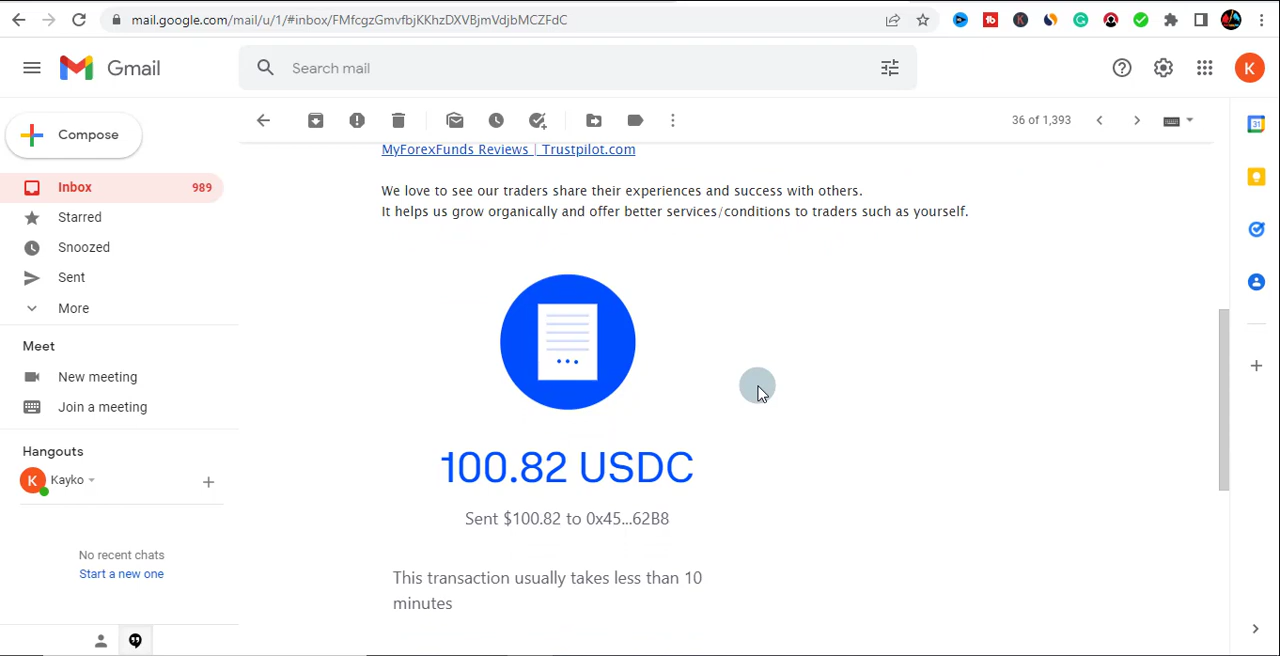 mail.google.com/mail/u/1/#inbox/FMfcgzGmvfbjKKhzDXVBjmVdjbMCZFdC
Gmail
Search mail
K
Compose
36 of 1,393
Inbox 989
Starred
Snoozed
Sent
More
Meet
New meeting
Join a meeting
Hangouts
K Kayko
No recent chats
Start a new one
MyForexFunds Reviews | Trustpilot.com
We love to see our traders share their experiences and success with others.
It helps us grow organically and offer better services/conditions to traders such as yourself.
100.82 USDC
Sent $100.82 to 0x45...62B8
This transaction usually takes less than 10
minutes
31